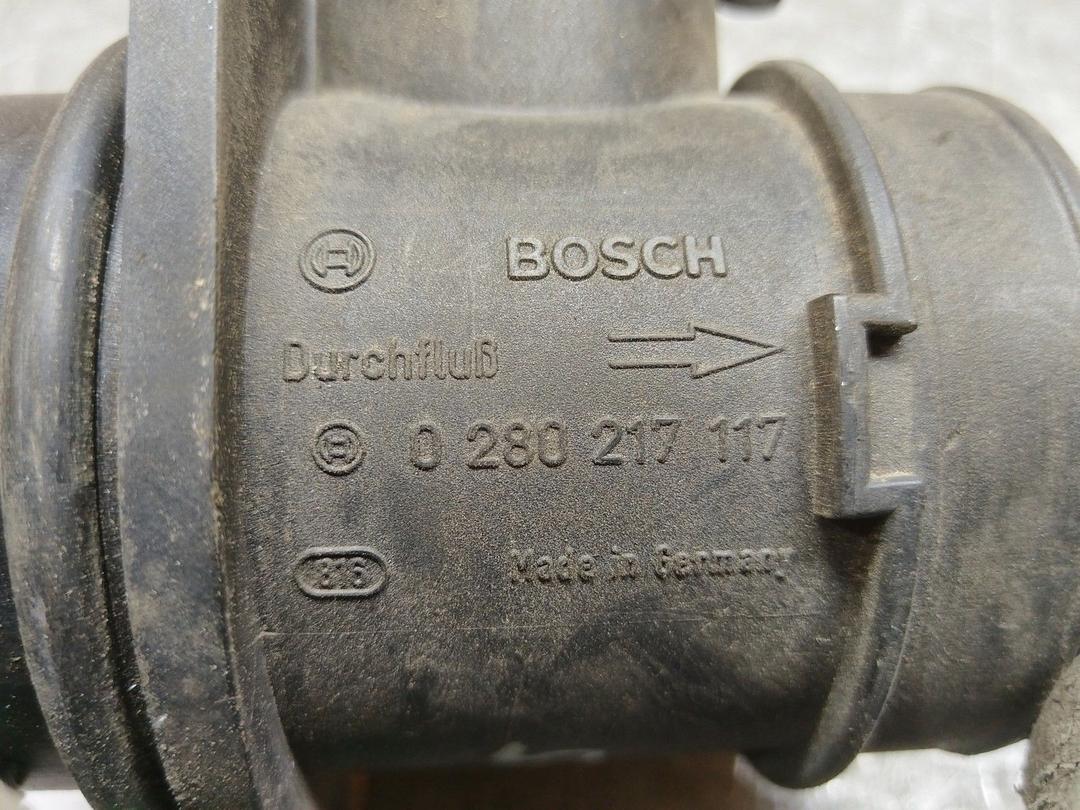 BOSCH
Durchfluß
0 280 217 117
816
Made in Germany